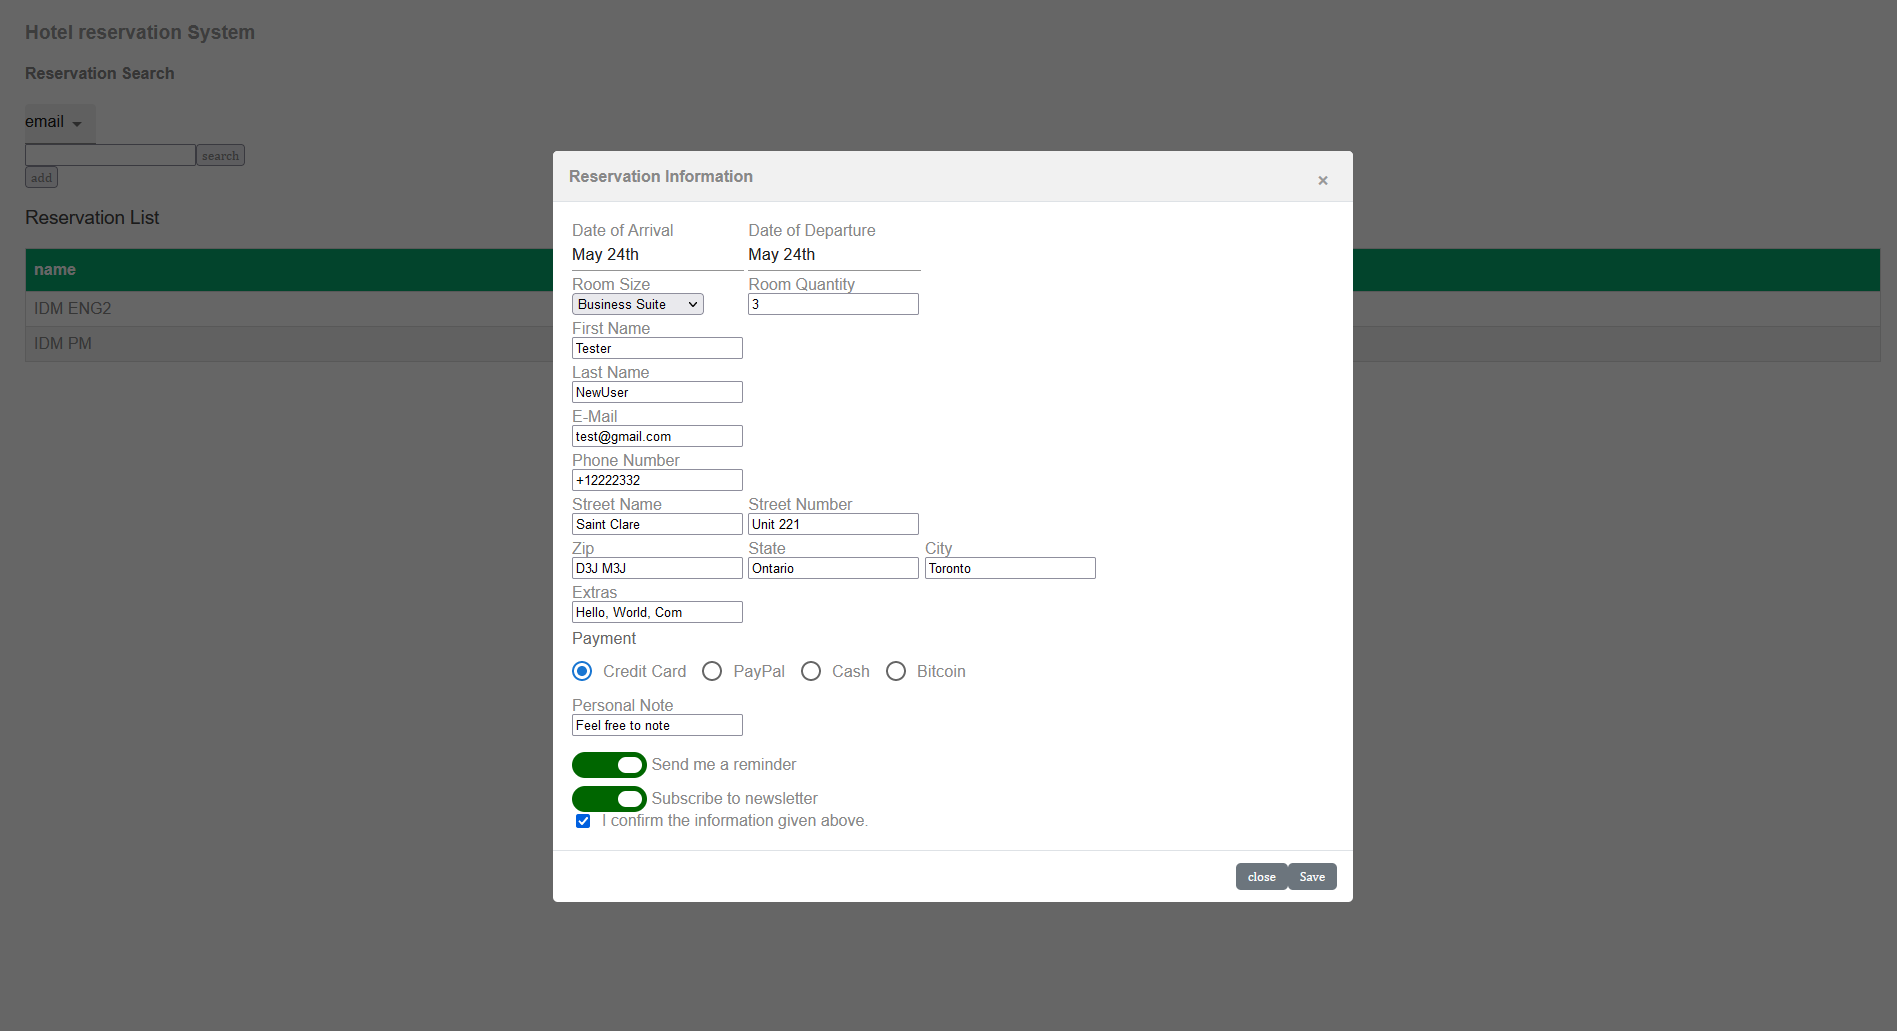 Hotel reservation System
Reservation Search
email
search
add
Reservation List
name
IDM ENG2
IDM PM
Reservation Information
×
Date of Arrival Date of Departure
May 24th May 24th
Room Size Room Quantity
Business Suite 3
First Name
Tester
Last Name
NewUser
E-Mail
test@gmail.com
Phone Number
+12222332
Street Name Street Number
Saint Clare Unit 221
Zip State City
D3J M3J Ontario Toronto
Extras
Hello, World, Com
Payment
Credit Card PayPal Cash Bitcoin
Personal Note
Feel free to note
Send me a reminder
Subscribe to newsletter
I confirm the information given above.
close Save